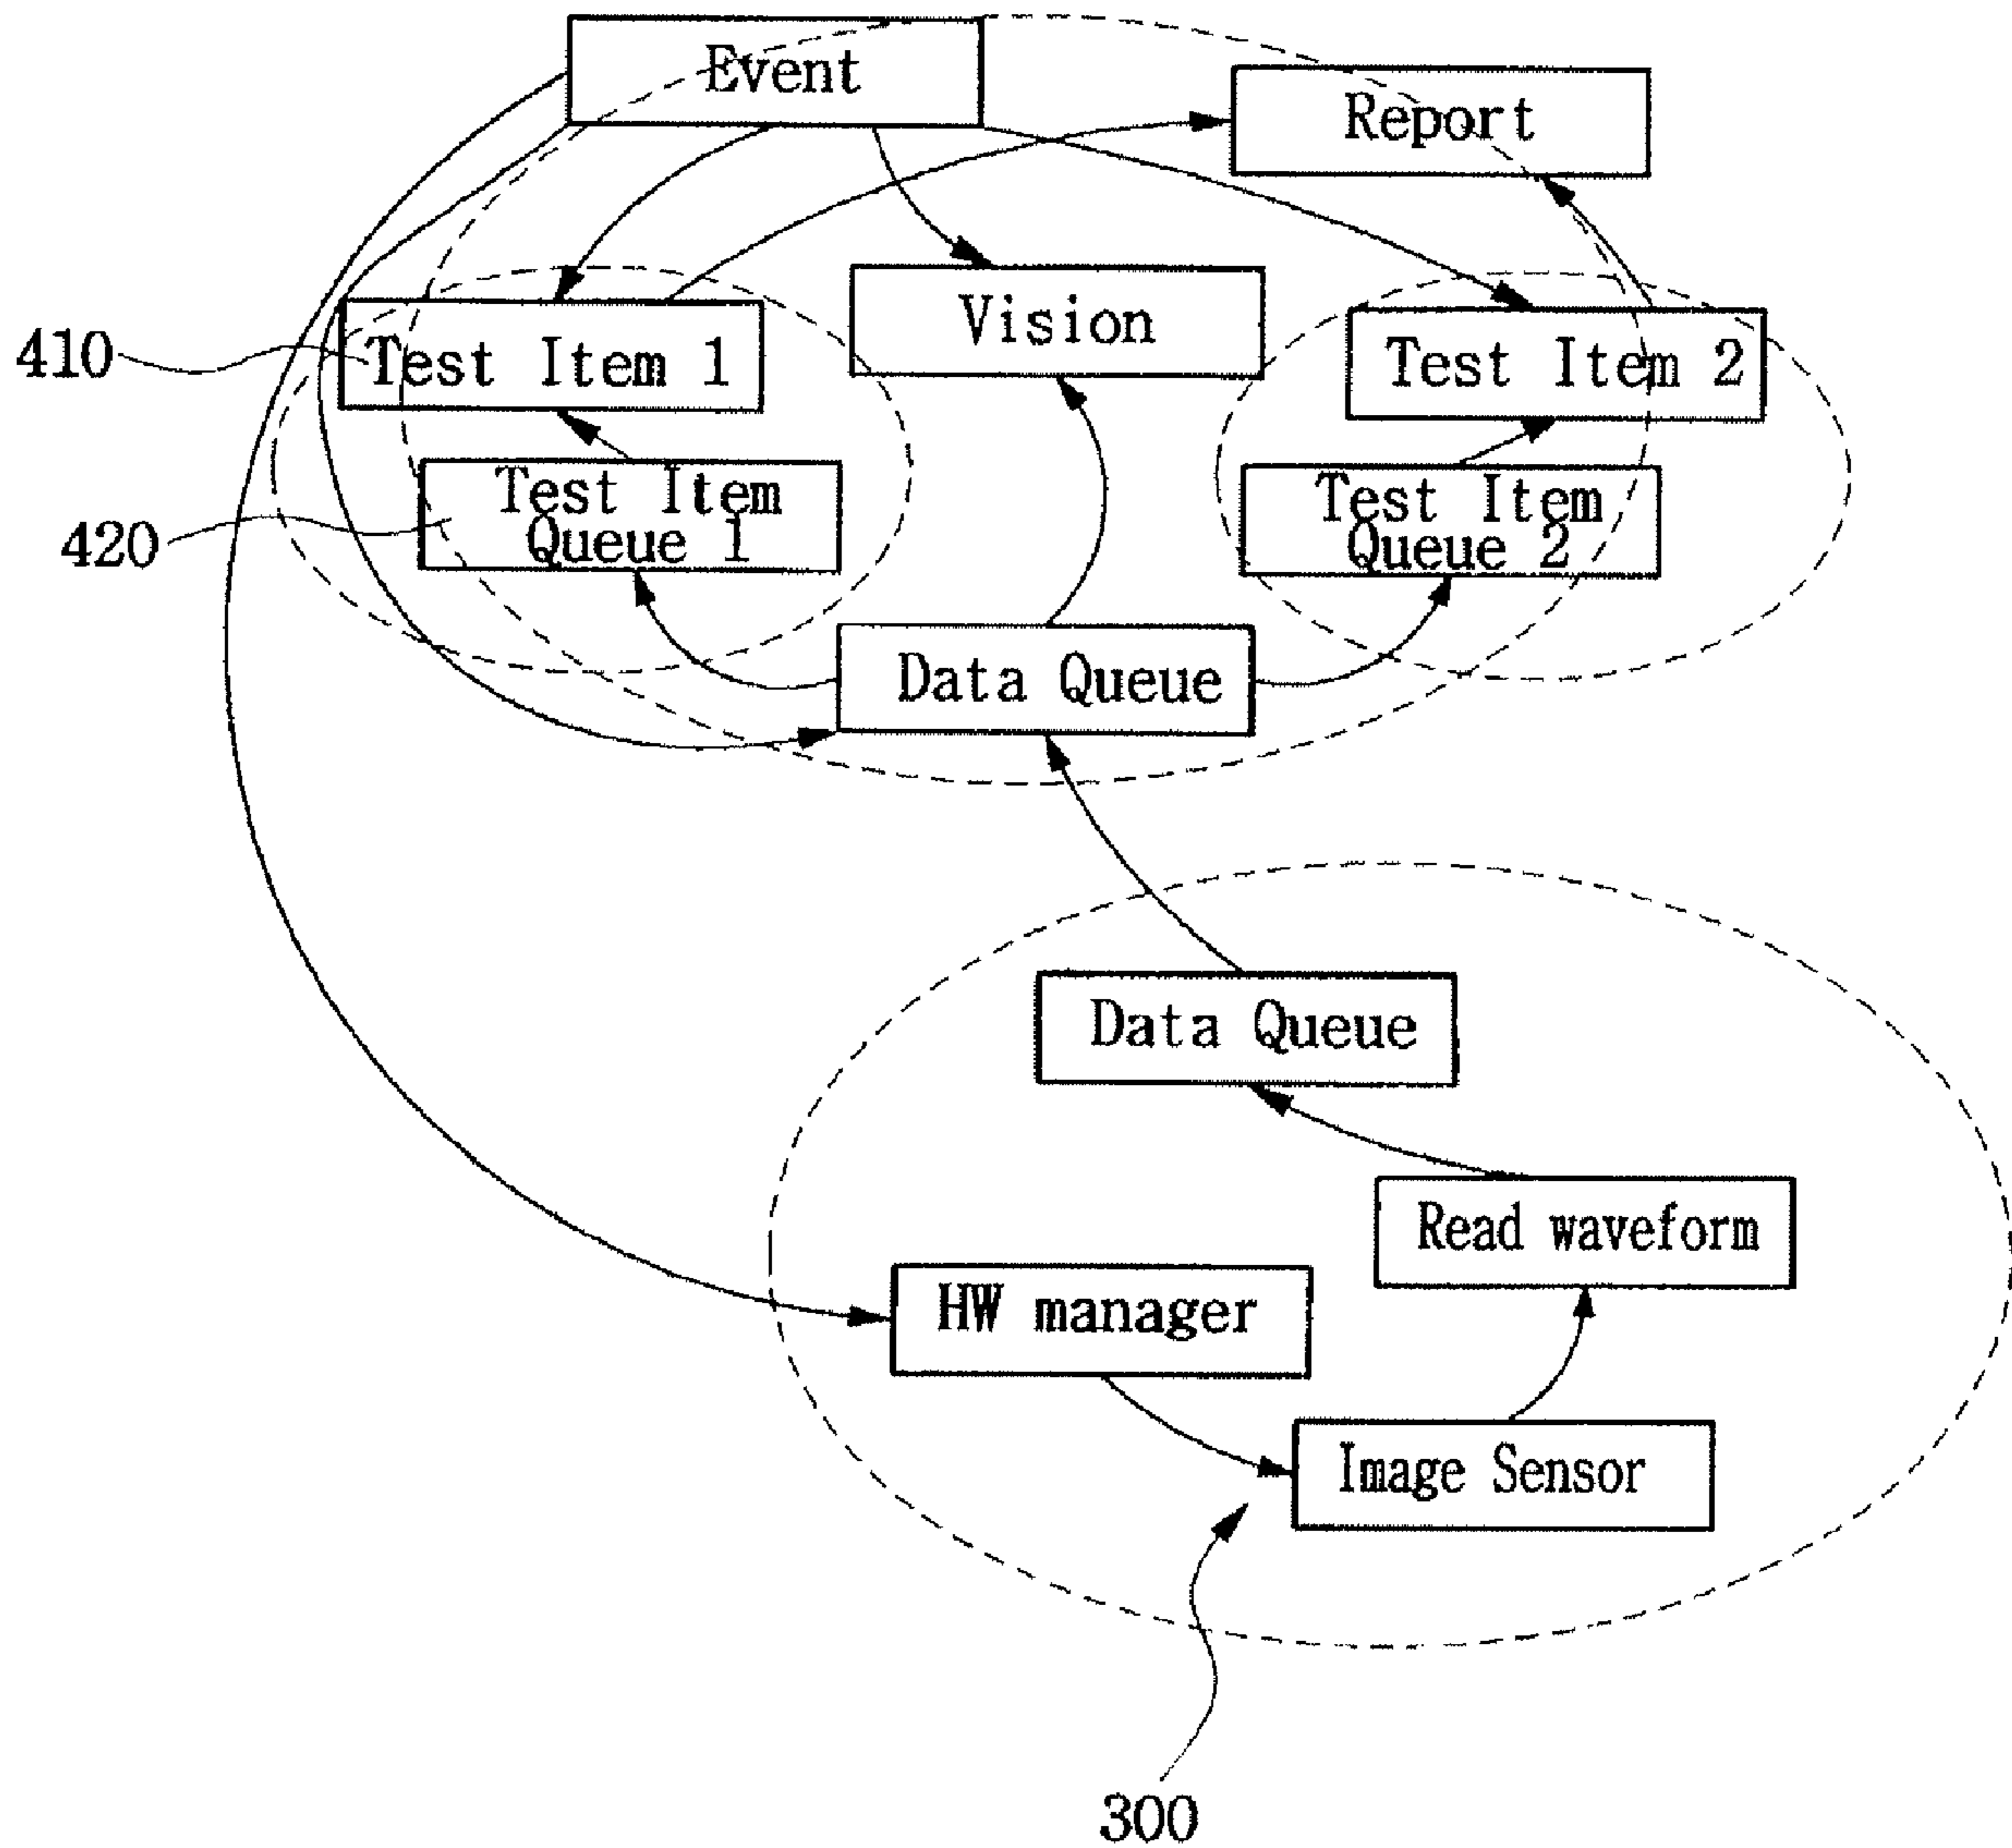 Event
Report
Vision
410
Test Item 1
Test Item 2
420
Test Item
Queue 1
Test Item
Queue 2
Data Queue
Data Queue
Read waveform
HW manager
Image Sensor
300